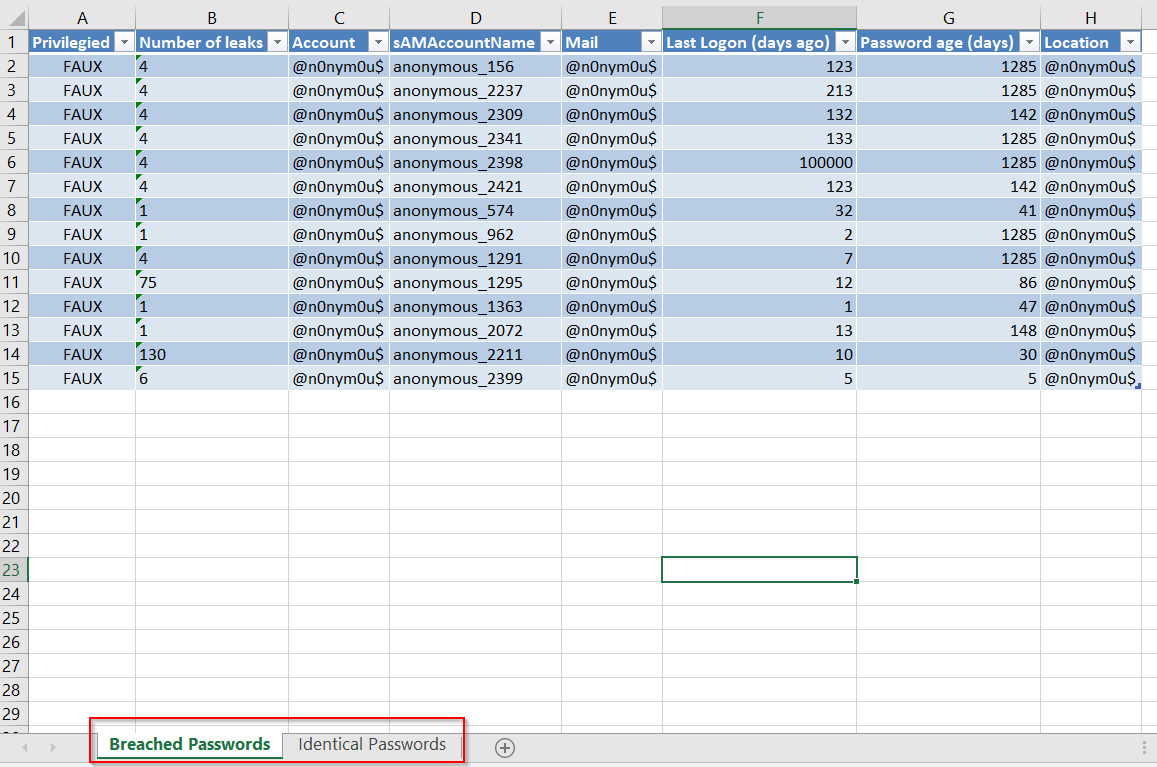 A B C D E F G H
1 Privilegied Number of leaks Account sAMAccountName Mail Last Logon (days ago) Password age (days) Location
2 FAUX 4 @n0nym0u$ anonymous_156 @n0nym0u$ 123 1285 @n0nym0u$
3 FAUX 4 @n0nym0u$ anonymous_2237 @n0nym0u$ 213 1285 @n0nym0u$
4 FAUX 4 @n0nym0u$ anonymous_2309 @n0nym0u$ 132 142 @n0nym0u$
5 FAUX 4 @n0nym0u$ anonymous_2341 @n0nym0u$ 133 1285 @n0nym0u$
6 FAUX 4 @n0nym0u$ anonymous_2398 @n0nym0u$ 100000 1285 @n0nym0u$
7 FAUX 4 @n0nym0u$ anonymous_2421 @n0nym0u$ 123 142 @n0nym0u$
8 FAUX 1 @n0nym0u$ anonymous_574 @n0nym0u$ 32 41 @n0nym0u$
9 FAUX 1 @n0nym0u$ anonymous_962 @n0nym0u$ 2 1285 @n0nym0u$
10 FAUX 4 @n0nym0u$ anonymous_1291 @n0nym0u$ 7 1285 @n0nym0u$
11 FAUX 75 @n0nym0u$ anonymous_1295 @n0nym0u$ 12 86 @n0nym0u$
12 FAUX 1 @n0nym0u$ anonymous_1363 @n0nym0u$ 1 47 @n0nym0u$
13 FAUX 1 @n0nym0u$ anonymous_2072 @n0nym0u$ 13 148 @n0nym0u$
14 FAUX 130 @n0nym0u$ anonymous_2211 @n0nym0u$ 10 30 @n0nym0u$
15 FAUX 6 @n0nym0u$ anonymous_2399 @n0nym0u$ 5 5 @n0nym0u$
16
17
18
19
20
21
22
23
24
25
26
27
28
29
Breached Passwords Identical Passwords